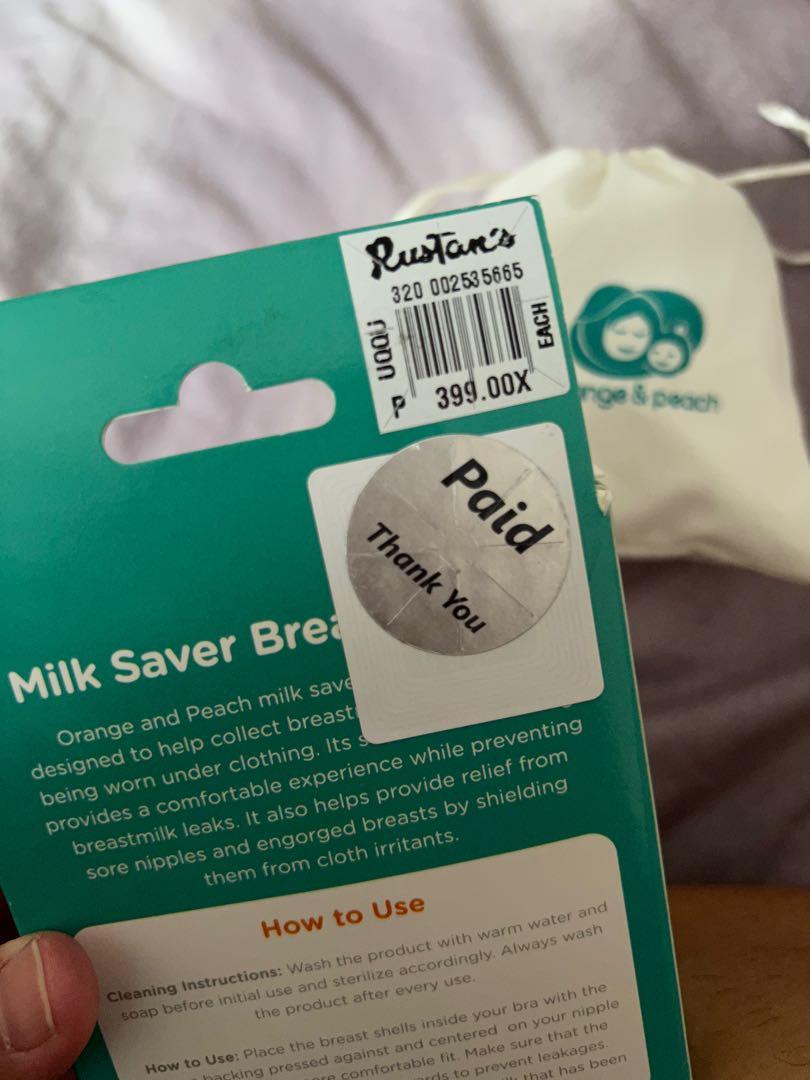 Rustan's
320 002535665
UQQU
EACH
P 399.00X
Paid
Thank You
nge & peach
Milk Saver Brea
Orange and Peach milk save
designed to help collect breast
being worn under clothing. Its s
provides a comfortable experience while preventing
breastmilk leaks. It also helps provide relief from
sore nipples and engorged breasts by shielding
them from cloth irritants.
How to Use
Cleaning Instructions: Wash the product with warm water and
soap before initial use and sterilize accordingly. Always wash
the product after every use.
How to Use: Place the breast shells inside your bra with the
backing pressed against and centered on your nipple
comfortable fit. Make sure that the
to prevent leakages.
that has been